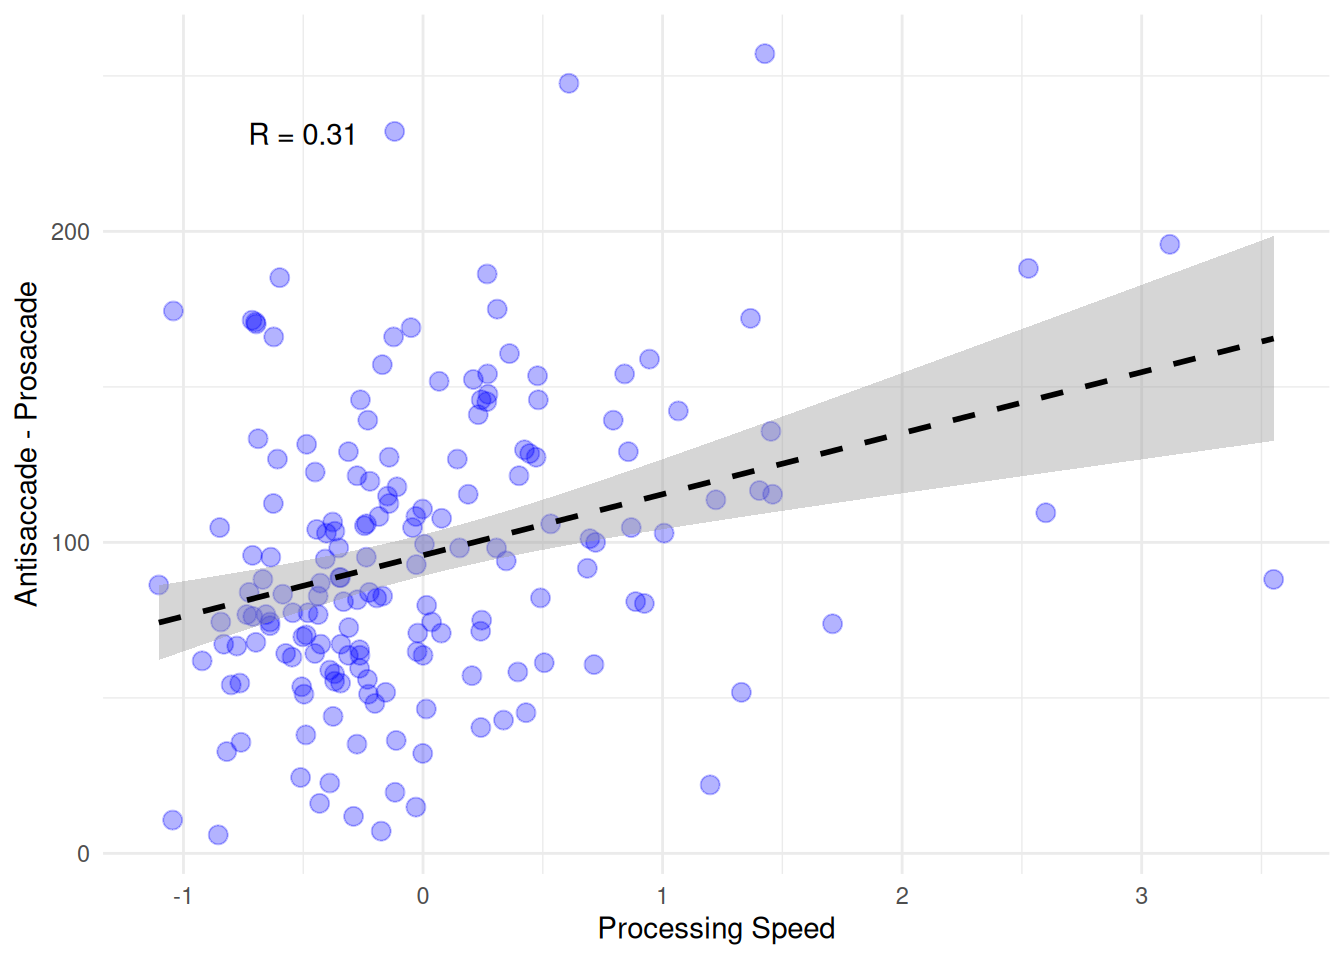 R = 0.31
200
100
0
-1 0 1 2 3
Processing Speed
Antisaccade - Prosacade